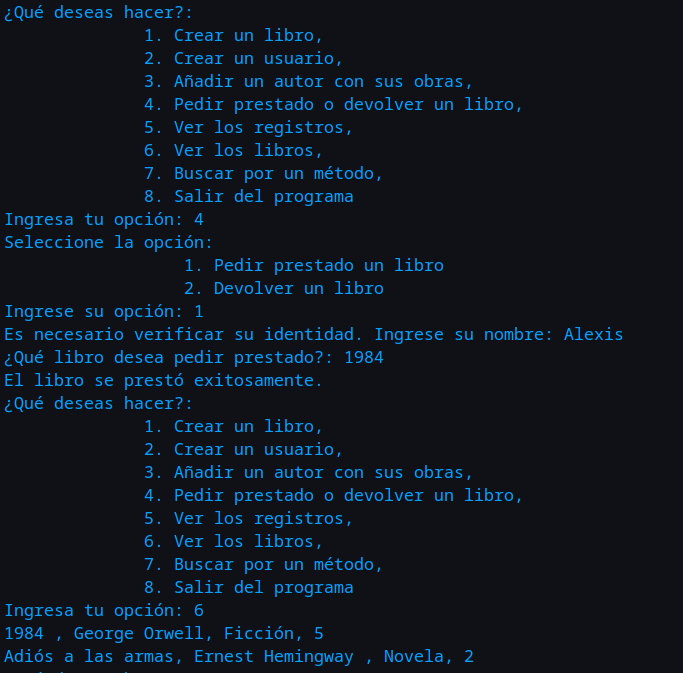 ¿Qué deseas hacer?:
1. Crear un libro,
2. Crear un usuario,
3. Añadir un autor con sus obras,
4. Pedir prestado o devolver un libro,
5. Ver los registros,
6. Ver los libros,
7. Buscar por un método,
8. Salir del programa
Ingresa tu opción: 4
Seleccione la opción:
1. Pedir prestado un libro
2. Devolver un libro
Ingrese su opción: 1
Es necesario verificar su identidad. Ingrese su nombre: Alexis
¿Qué libro desea pedir prestado?: 1984
El libro se prestó exitosamente.
¿Qué deseas hacer?:
1. Crear un libro,
2. Crear un usuario,
3. Añadir un autor con sus obras,
4. Pedir prestado o devolver un libro,
5. Ver los registros,
6. Ver los libros,
7. Buscar por un método,
8. Salir del programa
Ingresa tu opción: 6
1984 , George Orwell, Ficción, 5
Adiós a las armas, Ernest Hemingway , Novela, 2